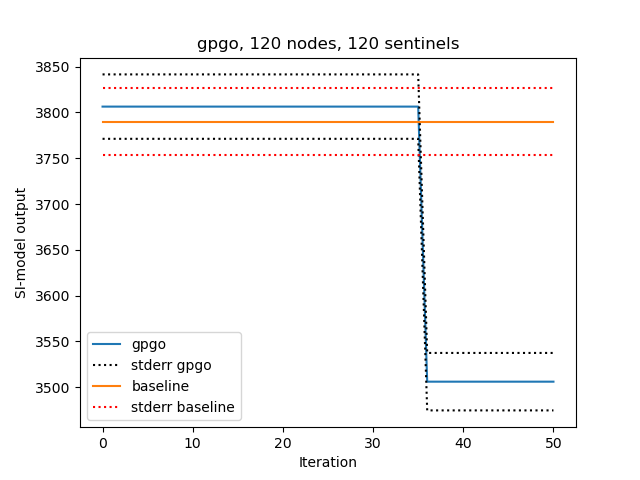 gpgo, 120 nodes, 120 sentinels
SI-model output
3850
3800
3750
3700
3650
3600
3550
3500
gpgo
stderr gpgo
baseline
stderr baseline
0 10 20 30 40 50
Iteration